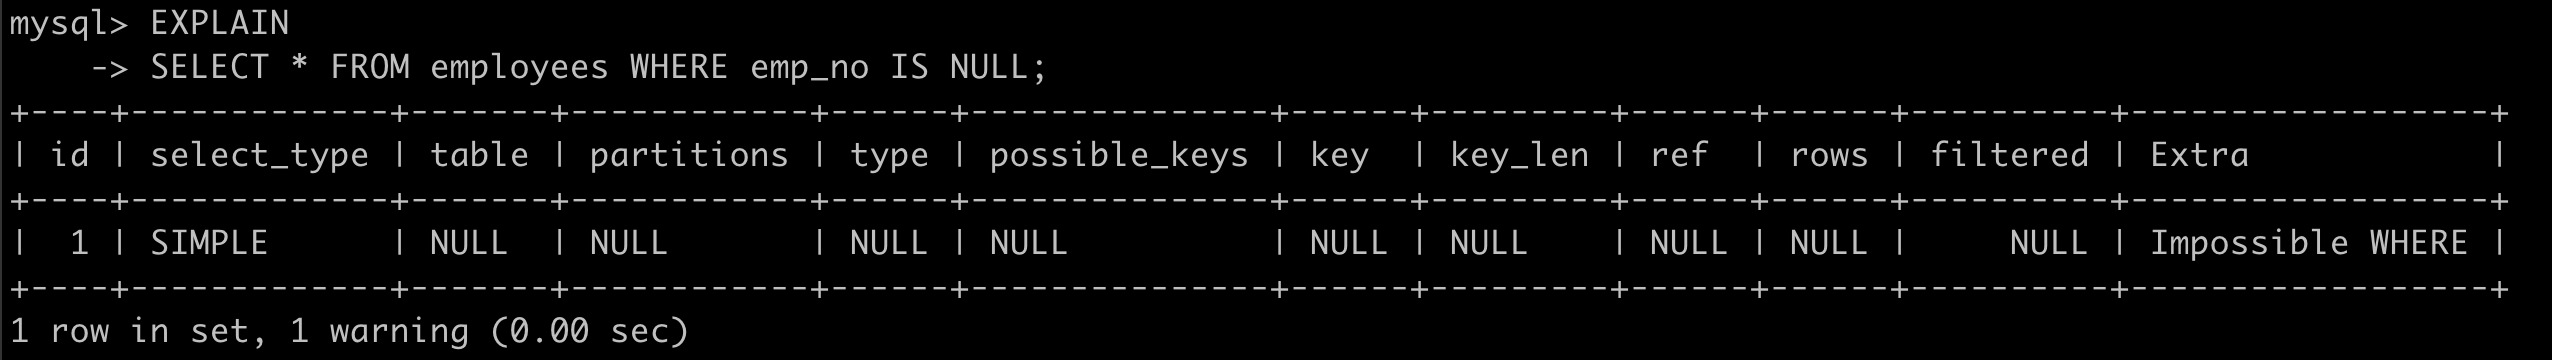 mysql> EXPLAIN
    -> SELECT * FROM employees WHERE emp_no IS NULL;
+----+-------------+-------+------------+------+---------------+------+---------+------+------+----------+------------------+
| id | select_type | table | partitions | type | possible_keys | key  | key_len | ref  | rows | filtered | Extra            |
+----+-------------+-------+------------+------+---------------+------+---------+------+------+----------+------------------+
|  1 | SIMPLE      | NULL  | NULL       | NULL | NULL          | NULL | NULL    | NULL | NULL |     NULL | Impossible WHERE |
+----+-------------+-------+------------+------+---------------+------+---------+------+------+----------+------------------+
1 row in set, 1 warning (0.00 sec)